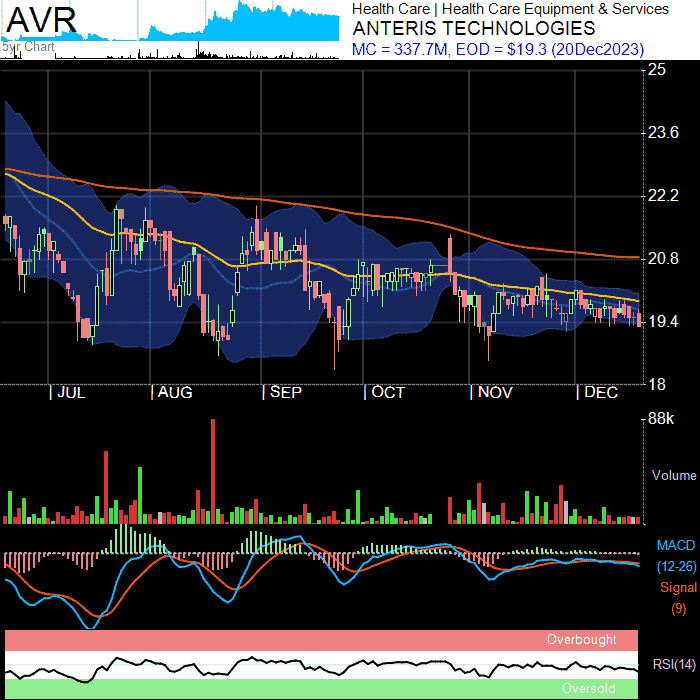 AVR
5yr Chart
Health Care | Health Care Equipment & Services
ANTERIS TECHNOLOGIES
MC = 337.7M, EOD = $19.3 (20Dec2023)
25
23.6
22.2
20.8
19.4
18
| JUL | AUG | SEP | OCT | NOV | DEC
88k
Volume
MACD
(12-26)
Signal
(9)
Overbought
RSI(14)
Oversold